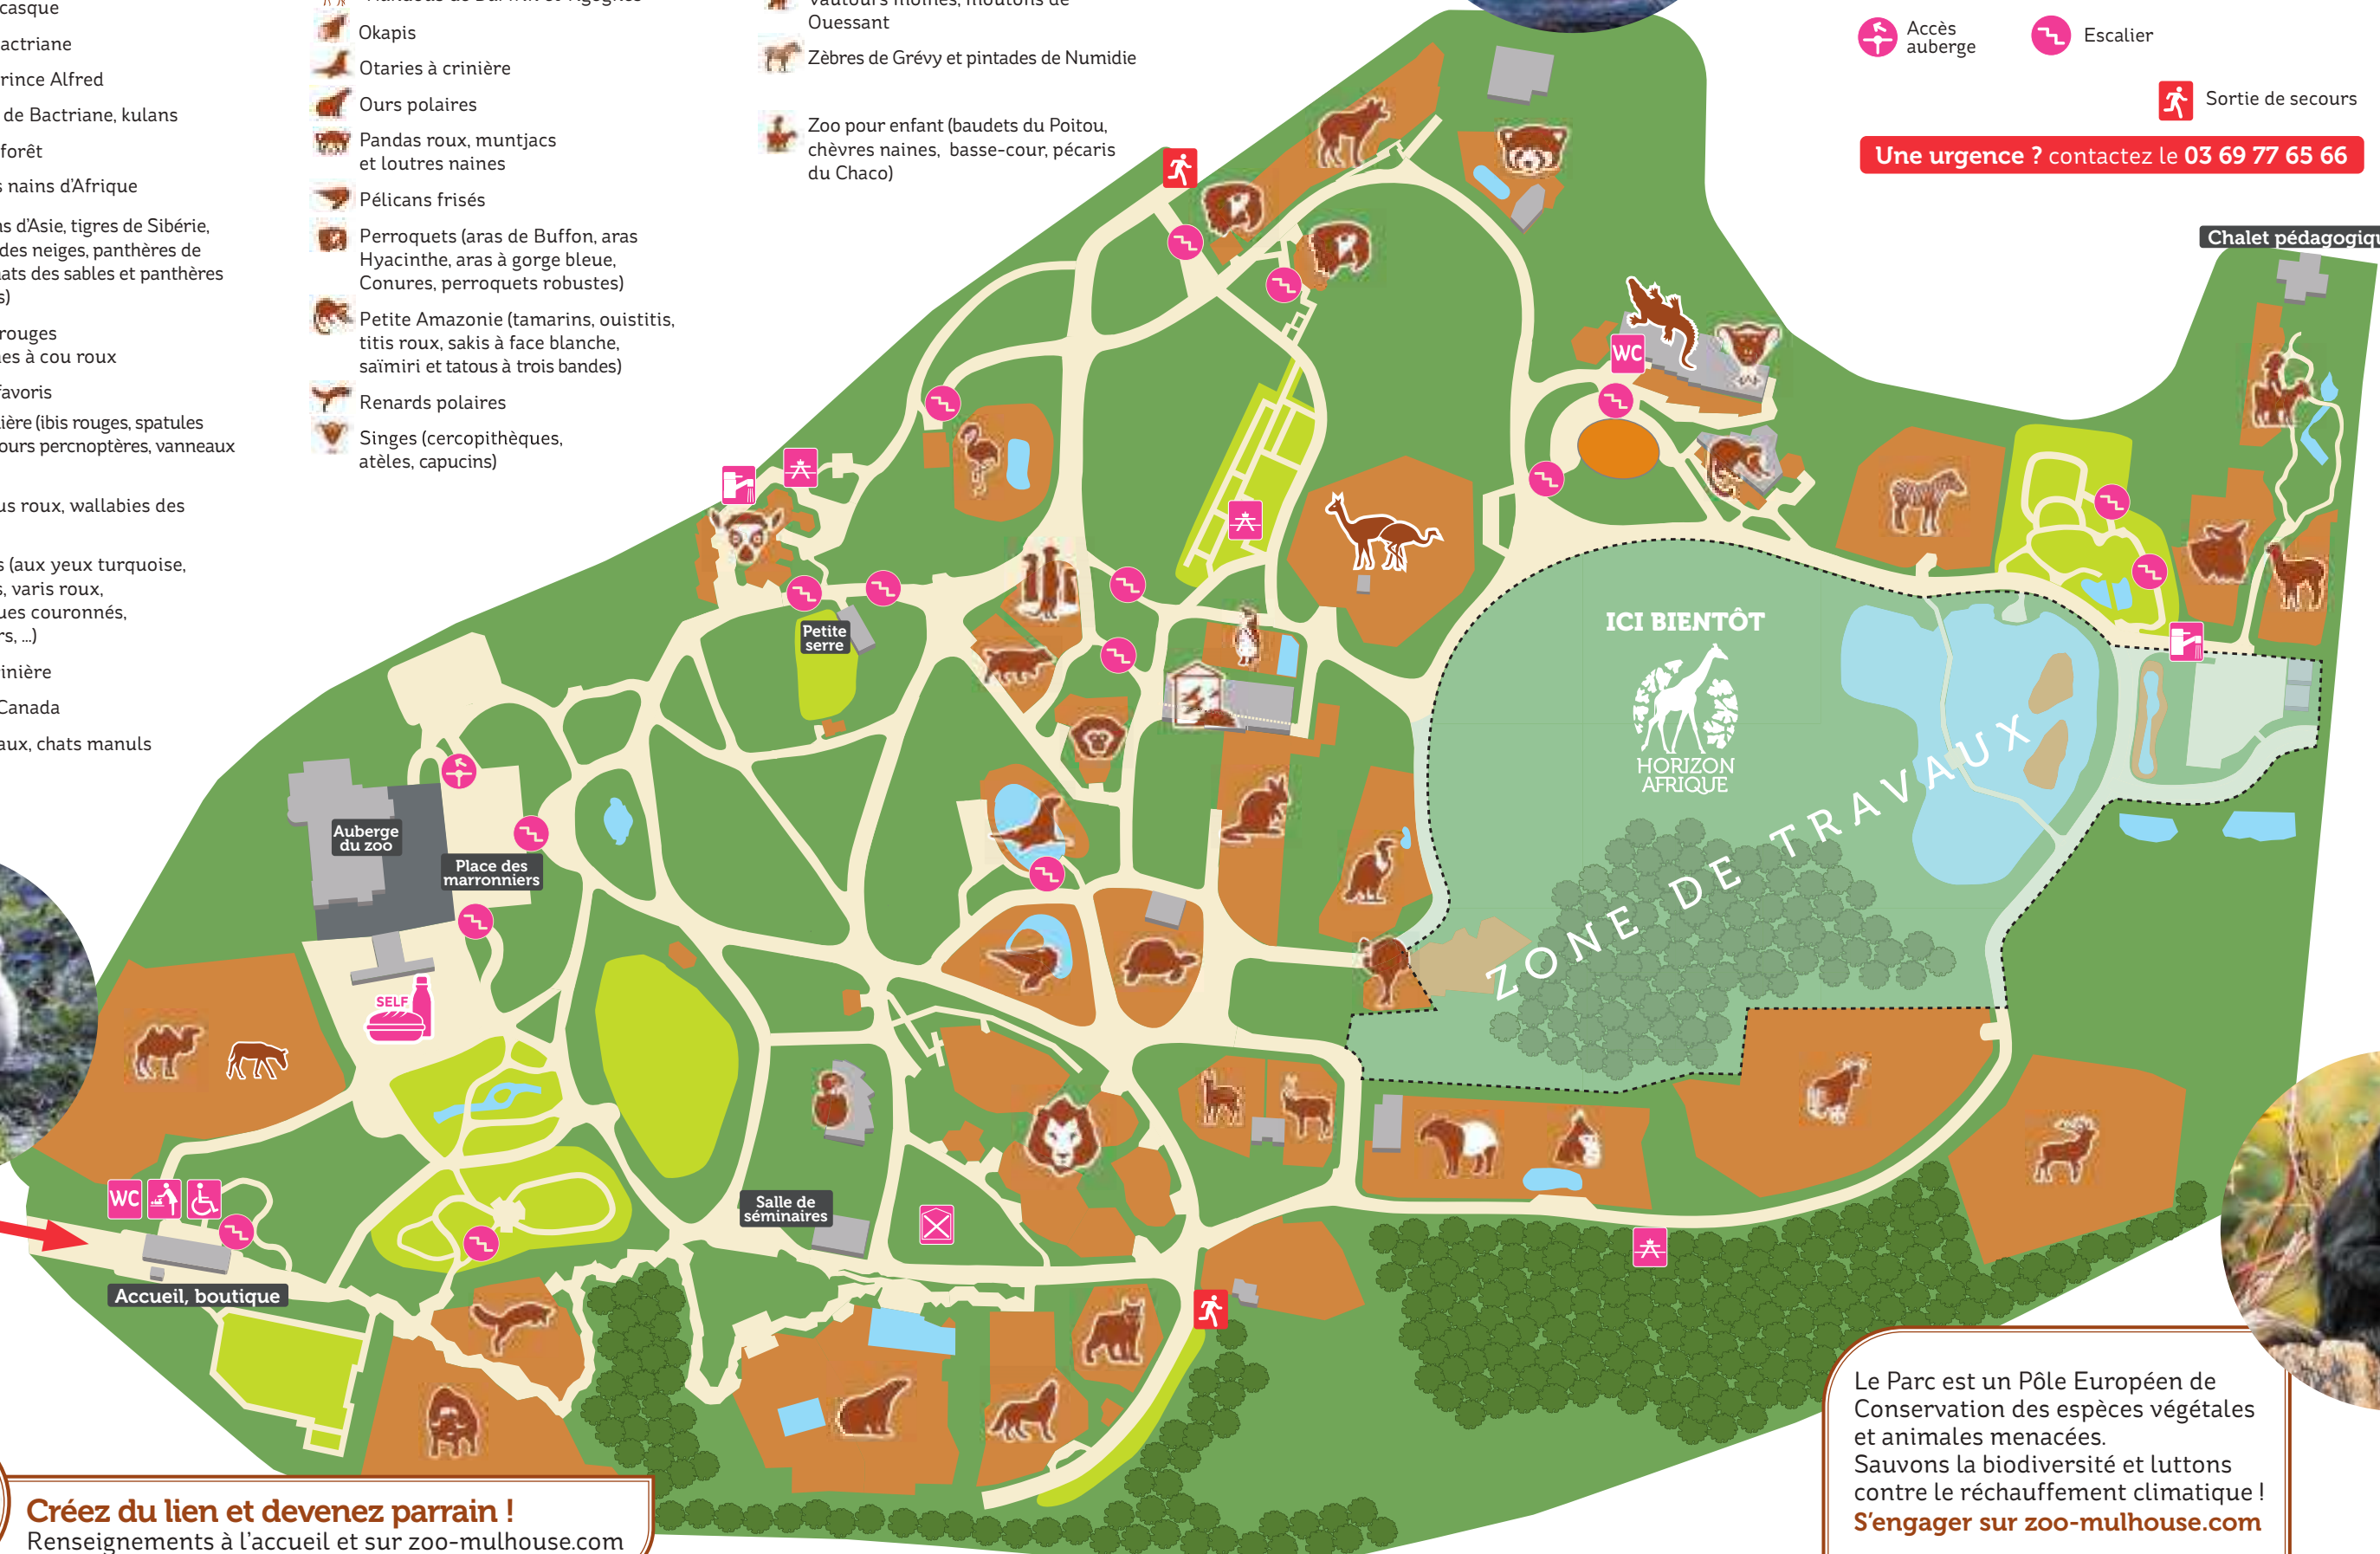 casque
actriane
rince Alfred
de Bactriane, kulans
forêt
s nains d'Afrique
ns d'Asie, tigres de Sibérie,
des neiges, panthères de
ats des sables et panthères
s)
rouges
es à cou roux
favoris
ière (ibis rouges, spatules
ours percnoptères, vanneaux
us roux, wallabies des
s (aux yeux turquoise,
s, varis roux,
ues couronnés,
rs, ...)
inière
Canada
aux, chats manuls
Okapis
Otaries à crinière
Ours polaires
Pandas roux, muntjacs
et loutres naines
Pélicans frisés
Perroquets (aras de Buffon, aras
Hyacinthe, aras à gorge bleue,
Conures, perroquets robustes)
Petite Amazonie (tamarins, ouistitis,
titis roux, sakis à face blanche,
saïmiri et tatous à trois bandes)
Renards polaires
Singes (cercopithèques,
atèles, capucins)
Vautours moines, moutons de
Ouessant
Zèbres de Grévy et pintades de Numidie
Zoo pour enfant (baudets du Poitou,
chèvres naines, basse-cour, pécaris
du Chaco)
Accès
auberge
Escalier
Sortie de secours
Une urgence ? contactez le 03 69 77 65 66
Chalet pédagogiqu
WC
Petite
serre
ICI BIENTÔT
HORIZON
AFRIQUE
ZONE DE TRAVAUX
Auberge
du zoo
Place des
marronniers
SELF
WC
Salle de
séminaires
Accueil, boutique
Créez du lien et devenez parrain !
Renseignements à l'accueil et sur zoo-mulhouse.com
Le Parc est un Pôle Européen de
Conservation des espèces végétales
et animales menacées.
Sauvons la biodiversité et luttons
contre le réchauffement climatique !
S'engager sur zoo-mulhouse.com